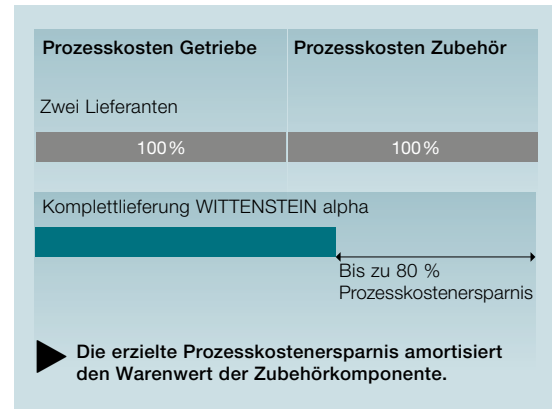 Prozesskosten Getriebe
Prozesskosten Zubehör
Zwei Lieferanten
100%
100%
Komplettlieferung WITTENSTEIN alpha
Bis zu 80 %
Prozesskostenersparnis
Die erzielte Prozesskostenersparnis amortisiert
den Warenwert der Zubehörkomponente.